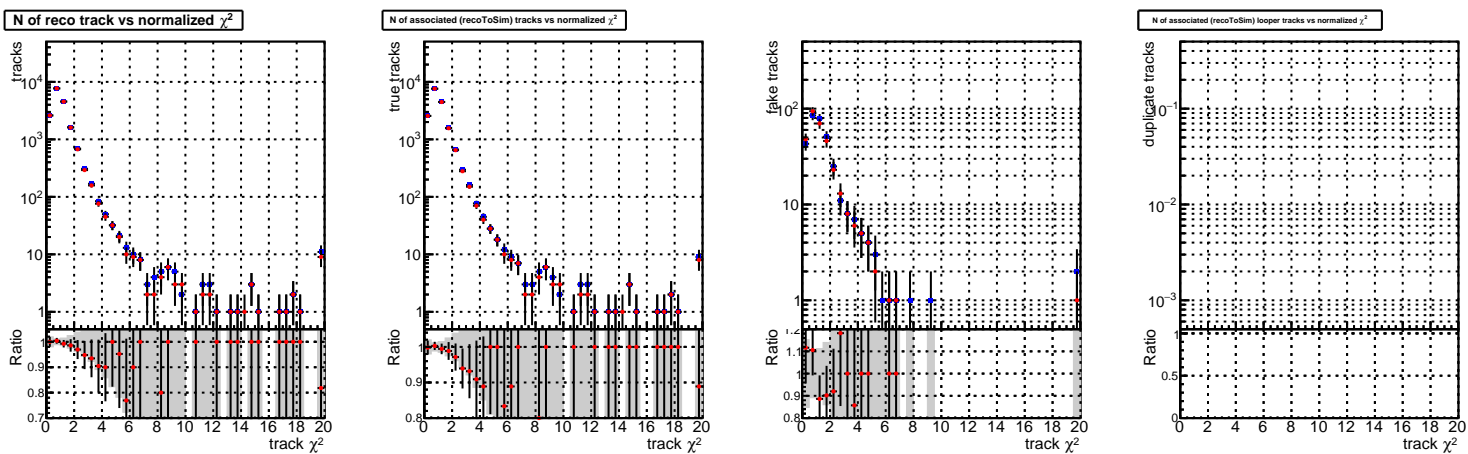 N of reco track vs normalized χ²
tracks
10⁴
10³
10²
10
1
Ratio
1
0.9
0.8
0.7
0 2 4 6 8 10 12 14 16 18 20
track χ²
N of associated (recoToSim) tracks vs normalized χ²
true tracks
10⁴
10³
10²
10
1
Ratio
1
0.9
0.8
0 2 4 6 8 10 12 14 16 18 20
track χ²
fake tracks
10²
10
1
Ratio
1.2
1.1
1
0.9
0.8
0 2 4 6 8 10 12 14 16 18 20
track χ²
N of associated (recoToSim) looper tracks vs normalized χ²
duplicate tracks
10⁻¹
10⁻²
10⁻³
Ratio
1
0.5
0
0 2 4 6 8 10 12 14 16 18 20
track χ²